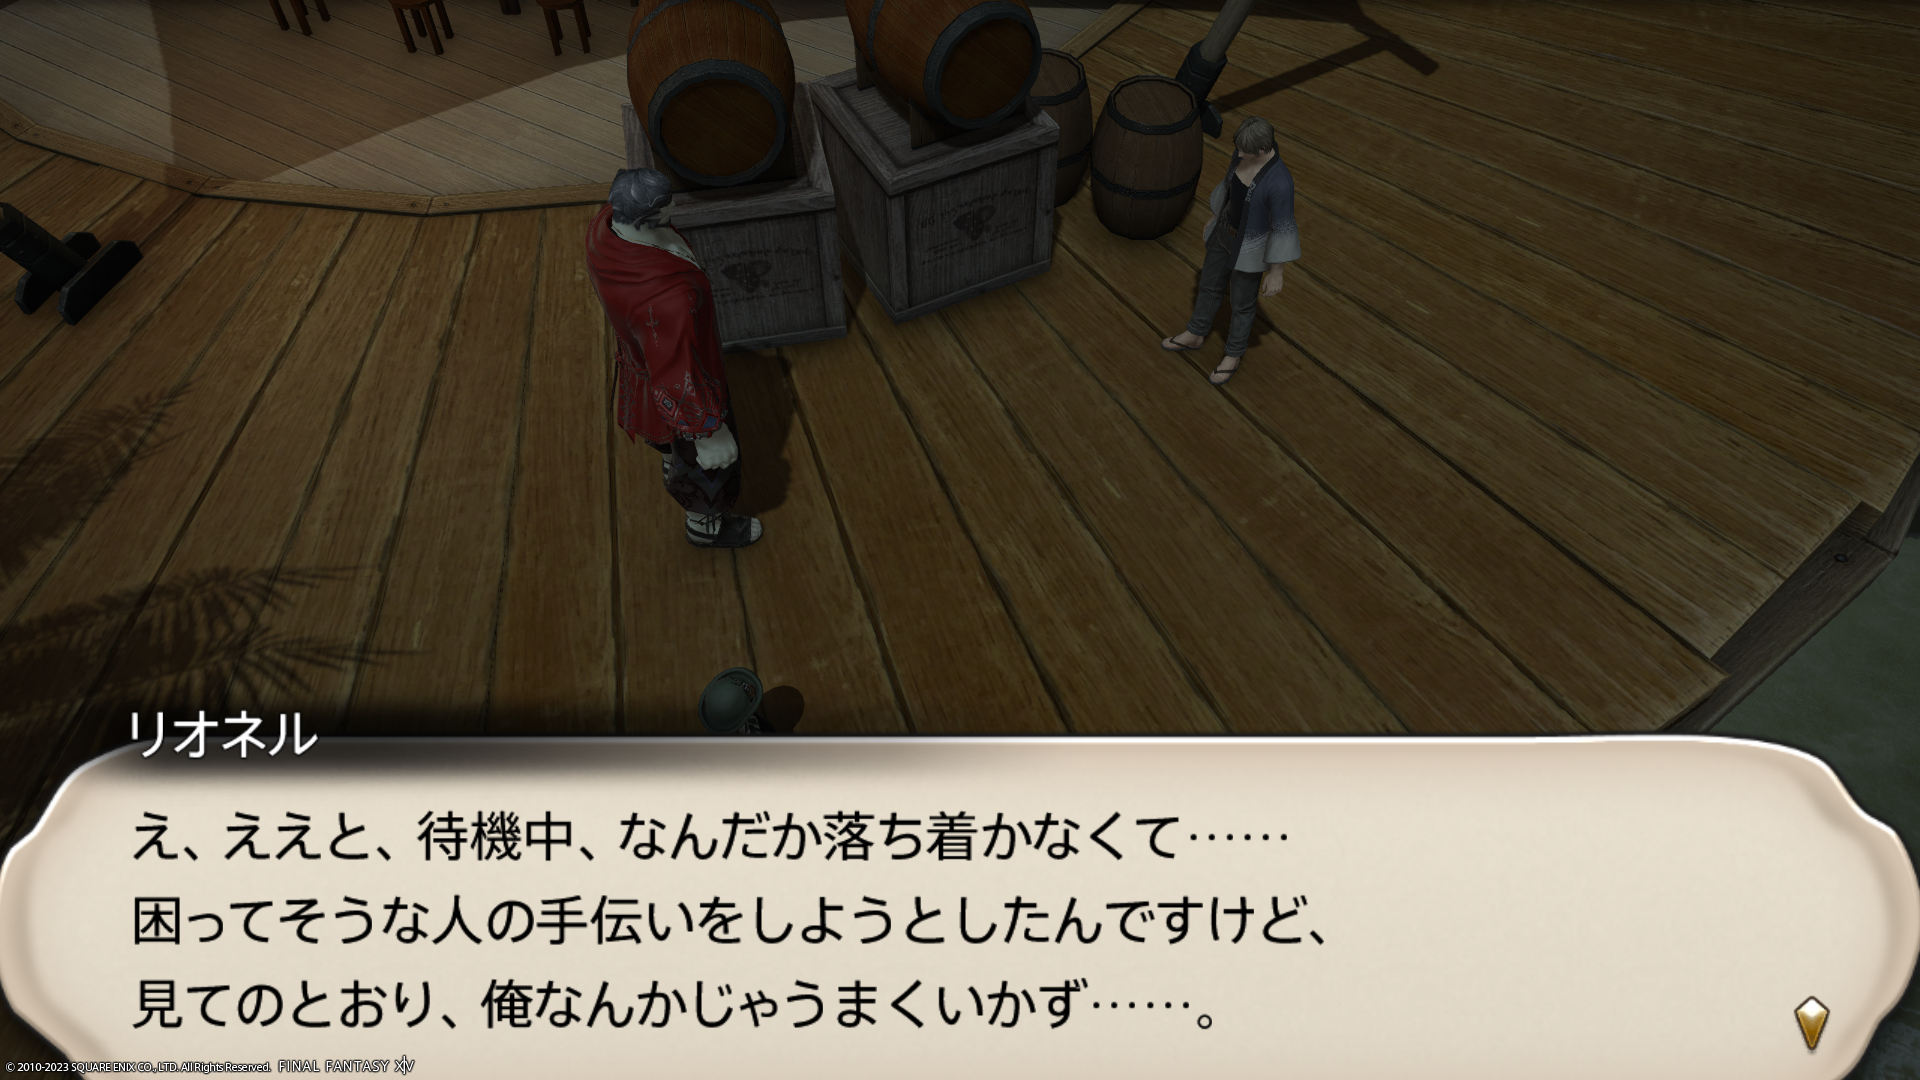 リオネル
え、ええと、待機中、なんだか落ち着かなくて……
困ってそうな人の手伝いをしようとしたんですけど、
見てのとおり、俺なんかじゃうまくいかず……。
© 2010-2023 SQUARE ENIX CO., LTD. All Rights Reserved. FINAL FANTASY XIV